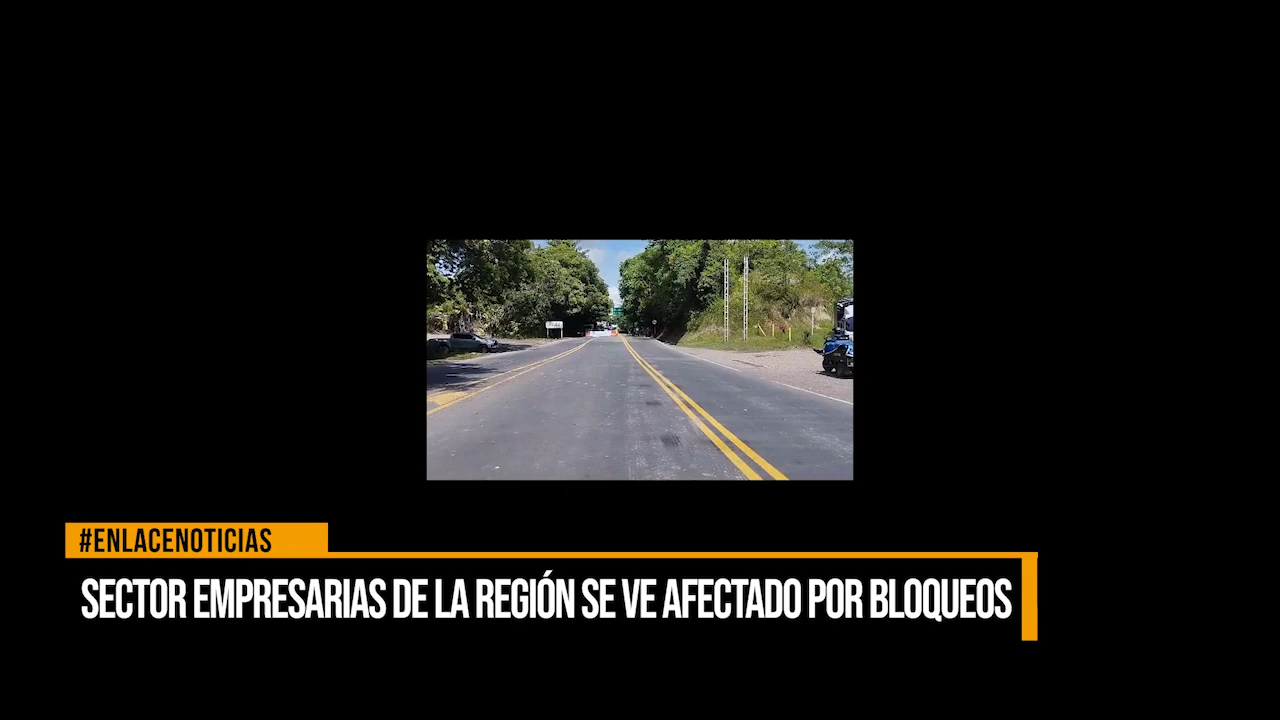 #ENLACENOTICIAS
SECTOR EMPRESARIAS DE LA REGIÓN SE VE AFECTADO POR BLOQUEOS